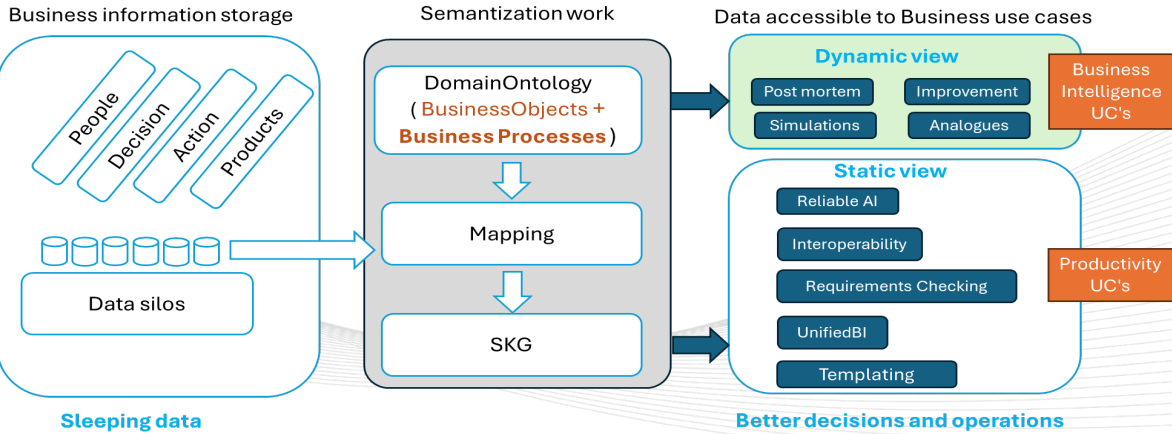 Business information storage
People
Decision
Action
Products
Data silos
Sleeping data
Semantization work
DomainOntology
( BusinessObjects +
Business Processes )
Mapping
SKG
Data accessible to Business use cases
Dynamic view
Post mortem
Improvement
Simulations
Analogues
Business
Intelligence
UC's
Static view
Reliable AI
Interoperability
Requirements Checking
UnifiedBI
Templating
Productivity
UC's
Better decisions and operations